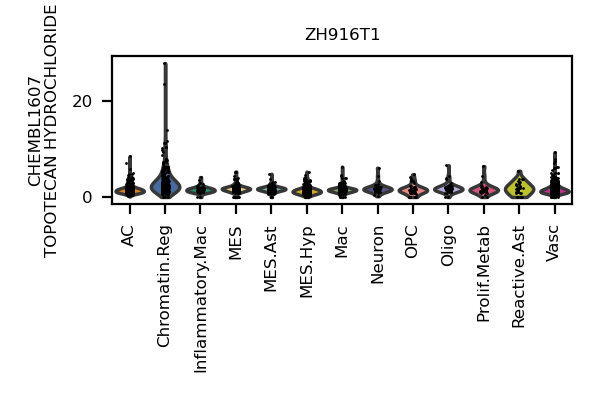 ZH916T1
CHEMBL1607
TOPOTECAN HYDROCHLORIDE
20
0
AC
Chromatin.Reg
Inflammatory.Mac
MES
MES.Ast
MES.Hyp
Mac
Neuron
OPC
Oligo
Prolif.Metab
Reactive.Ast
Vasc